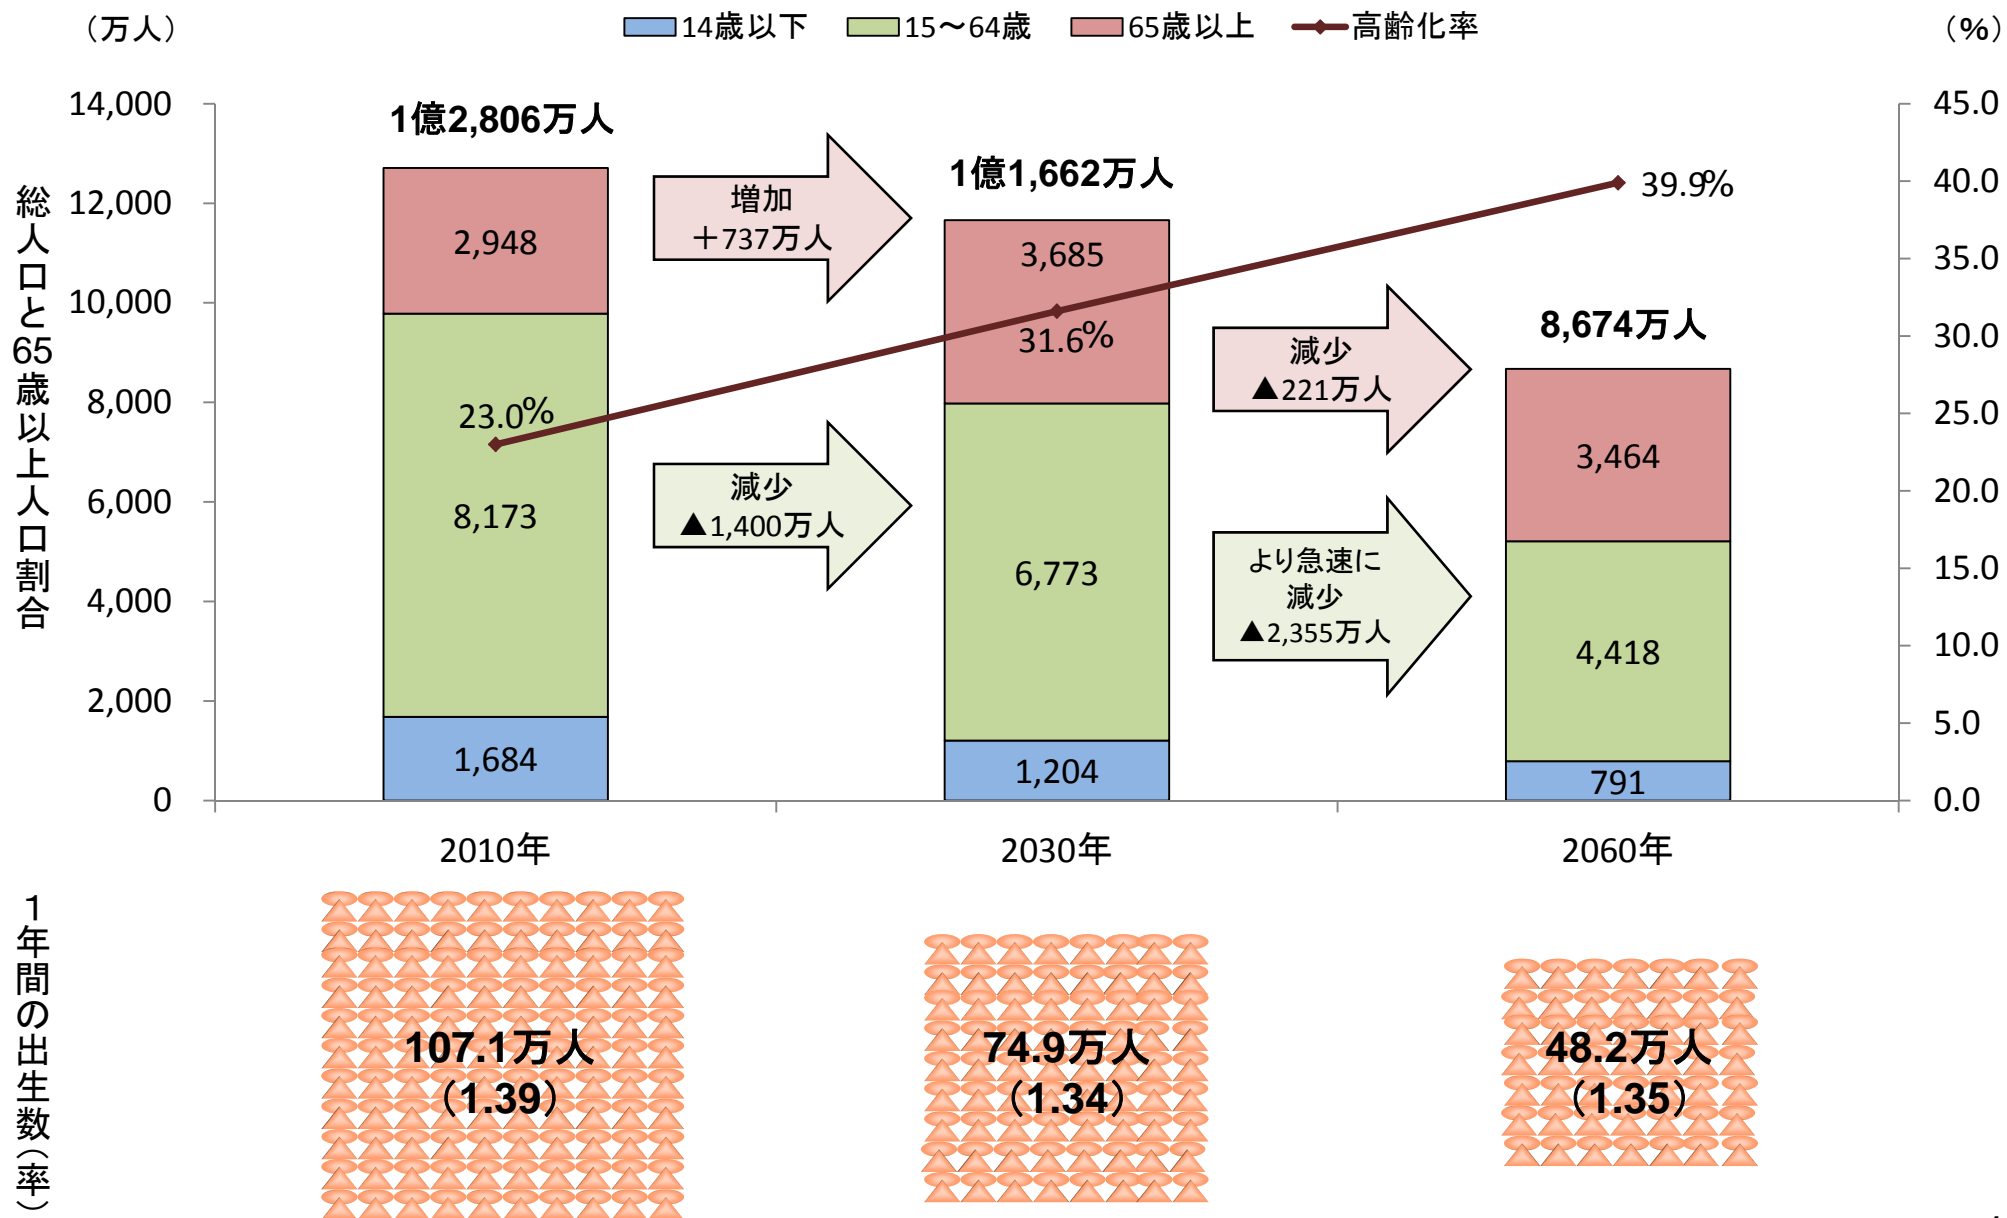 （万人）
14歳以下
15～64歳
65歳以上
高齢化率
（%）
14,000
12,000
10,000
8,000
6,000
4,000
2,000
0
総人口と65歳以上人口割合
45.0
40.0
35.0
30.0
25.0
20.0
15.0
10.0
5.0
0.0
1億2,806万人
2,948
23.0%
8,173
1,684
増加
＋737万人
減少
▲1,400万人
1億1,662万人
3,685
31.6%
6,773
1,204
減少
▲221万人
より急速に
減少
▲2,355万人
39.9%
8,674万人
3,464
4,418
791
2010年
2030年
2060年
１年間の出生数（率）
107.1万人
（1.39）
74.9万人
（1.34）
48.2万人
（1.35）